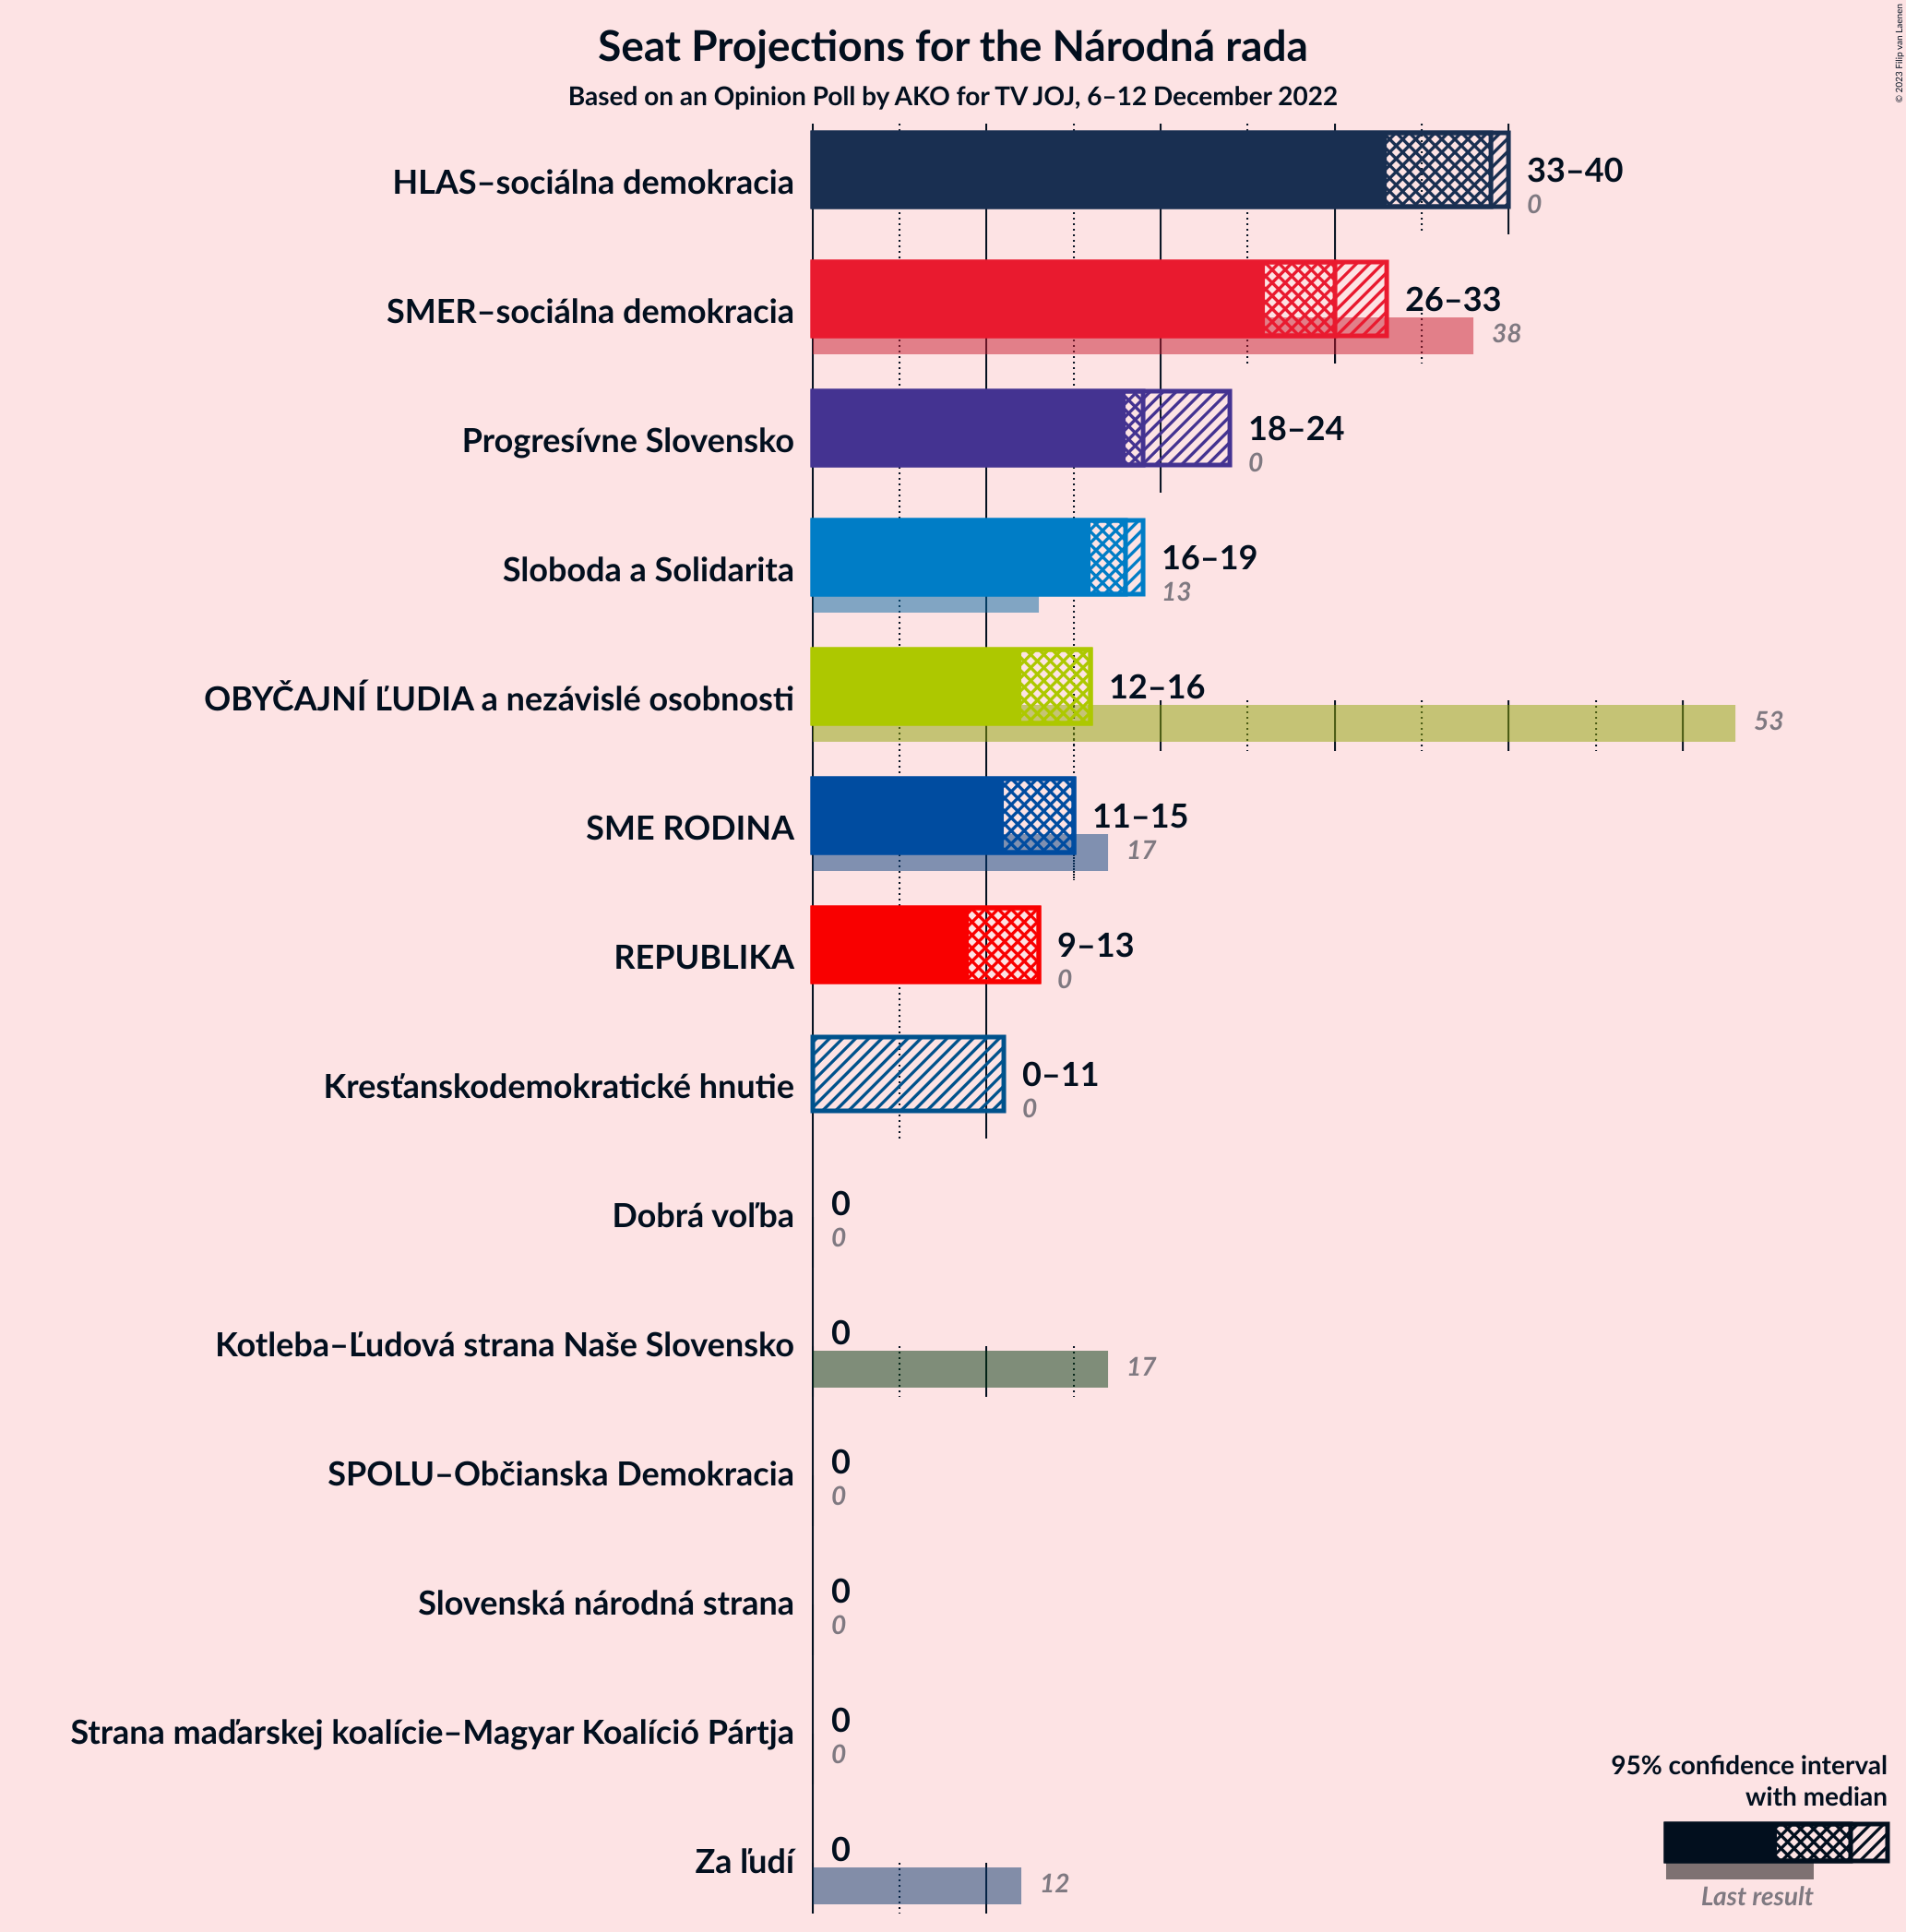 © 2023 Filip van Laenen
Seat Projections for the Národná rada
Based on an Opinion Poll by AKO for TV JOJ, 6–12 December 2022
HLAS–sociálna demokracia
33–40
0
SMER–sociálna demokracia
26–33
38
Progresívne Slovensko
18–24
0
Sloboda a Solidarita
16–19
13
OBYČAJNÍ ĽUDIA a nezávislé osobnosti
12–16
53
SME RODINA
11–15
17
REPUBLIKA
9–13
0
Kresťanskodemokratické hnutie
0–11
0
Dobrá voľba
0
0
Kotleba–Ľudová strana Naše Slovensko
0
17
SPOLU–Občianska Demokracia
0
0
Slovenská národná strana
0
0
Strana maďarskej koalície–Magyar Koalíció Pártja
0
0
Za ľudí
0
12
95% confidence interval
with median
Last result